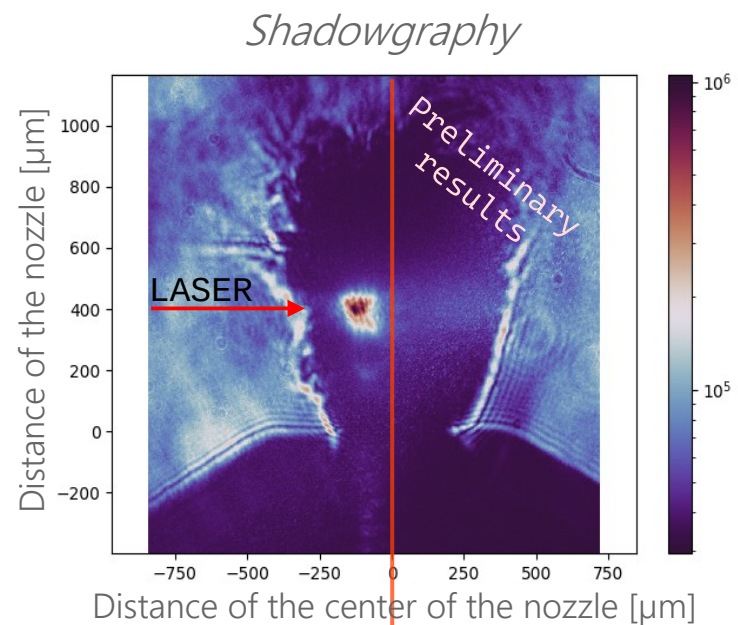 Shadowgraphy
Distance of the nozzle [μm]
1000
800
600
400
200
0
−200
LASER
Preliminary
results
10⁶
10⁵
−750
−500
−250
0
250
500
750
Distance of the center of the nozzle [μm]